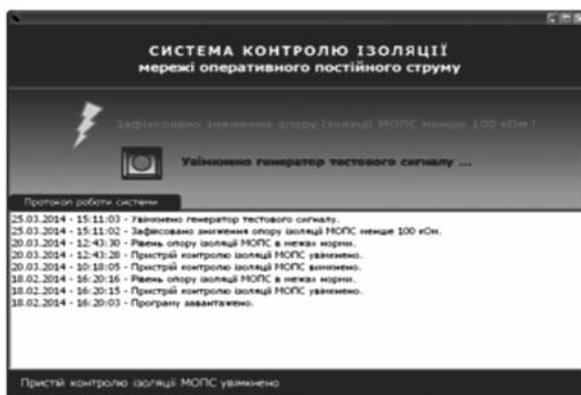 СИСТЕМА КОНТРОЛЮ ІЗОЛЯЦІЇ
мережі оперативного постійного струму
Зафіксовано зниження опору ізоляції МОПС менше 100 кОм !
Увімкнено генератор тестового сигналу ...
Протокол роботи системи
25.03.2014 - 15:11:03 - Увімкнено генератор тестового сигналу.
25.03.2014 - 15:11:02 - Зафіксовано зниження опору ізоляції МОПС менше 100 кОм.
20.03.2014 - 12:43:30 - Рівень опору ізоляції МОПС в межах норми.
20.03.2014 - 12:43:28 - Пристрій контролю ізоляції МОПС увімкнено.
20.03.2014 - 10:18:05 - Пристрій контролю ізоляції МОПС вимкнено.
18.02.2014 - 16:20:16 - Рівень опору ізоляції МОПС в межах норми.
18.02.2014 - 16:20:15 - Пристрій контролю ізоляції МОПС увімкнено.
18.02.2014 - 16:20:03 - Програму завантажено.
Пристій контролю ізоляції МОПС увімкнено